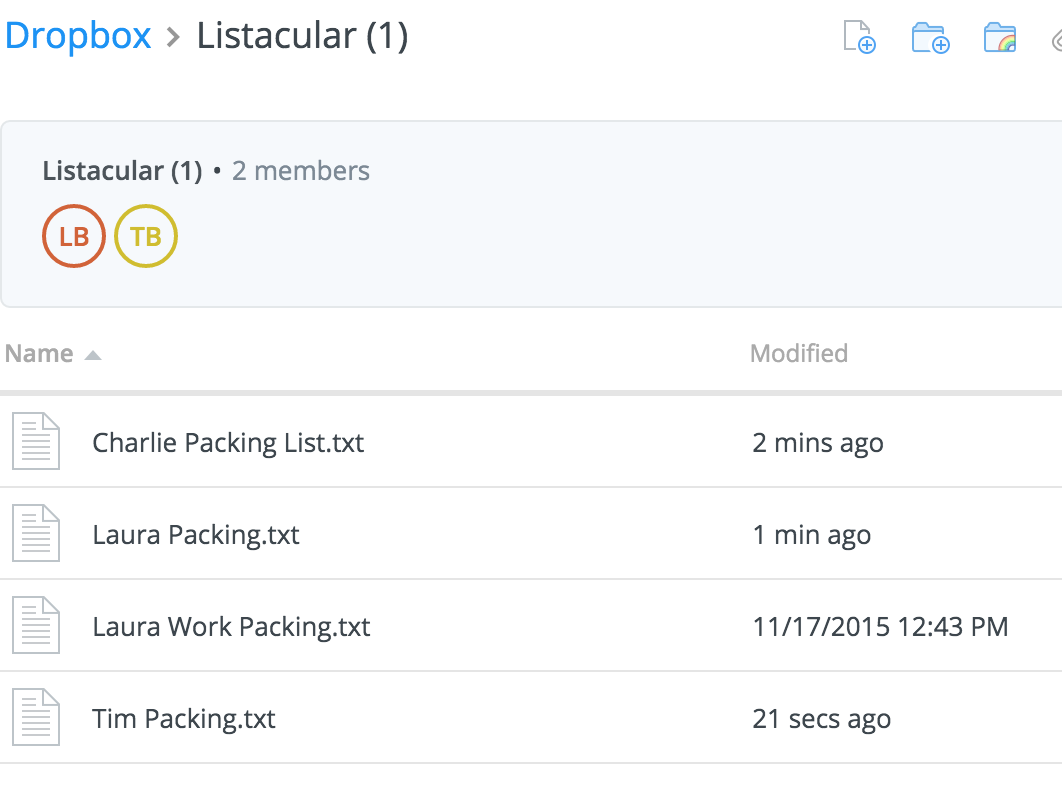 Dropbox > Listacular (1)
Listacular (1) • 2 members
LB TB
Name Modified
Charlie Packing List.txt 2 mins ago
Laura Packing.txt 1 min ago
Laura Work Packing.txt 11/17/2015 12:43 PM
Tim Packing.txt 21 secs ago